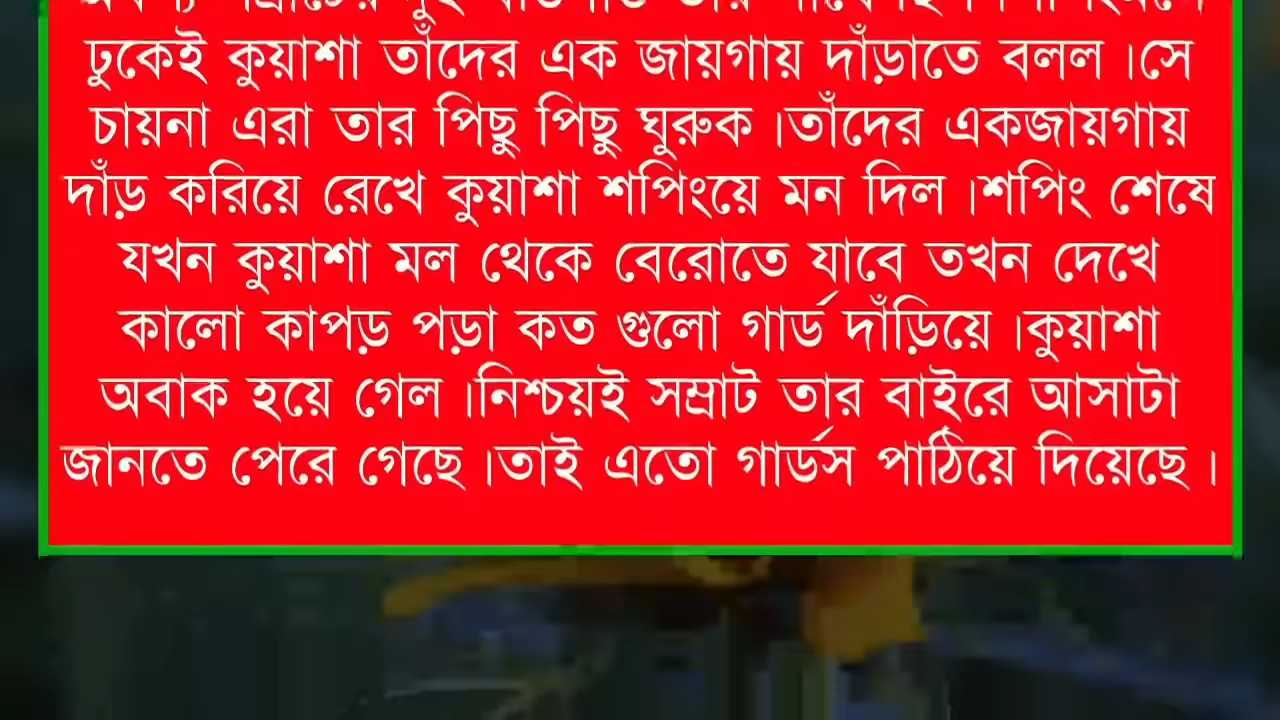 ঢুকেই কুয়াশা তাঁদের এক জায়গায় দাঁড়াতে বলল ।সে
চায়না এরা তার পিছু পিছু ঘুরুক ।তাঁদের একজায়গায়
দাঁড় করিয়ে রেখে কুয়াশা শপিংয়ে মন দিল ।শপিং শেষে
যখন কুয়াশা মল থেকে বেরোতে যাবে তখন দেখে
কালো কাপড় পড়া কত গুলো গার্ড দাঁড়িয়ে ।কুয়াশা
অবাক হয়ে গেল ।নিশ্চয়ই সম্রাট তার বাইরে আসাটা
জানতে পেরে গেছে ।তাই এতো গার্ডস পাঠিয়ে দিয়েছে ।